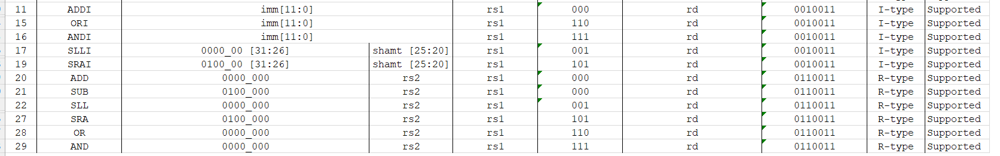 11 ADDI imm[11:0] rs1 000 rd 0010011 I-type Supported
15 ORI imm[11:0] rs1 110 rd 0010011 I-type Supported
16 ANDI imm[11:0] rs1 111 rd 0010011 I-type Supported
17 SLLI 0000_00 [31:26] shamt [25:20] rs1 001 rd 0010011 I-type Supported
19 SRAI 0100_00 [31:26] shamt [25:20] rs1 101 rd 0010011 I-type Supported
20 ADD 0000_000 rs2 rs1 000 rd 0110011 R-type Supported
21 SUB 0100_000 rs2 rs1 000 rd 0110011 R-type Supported
22 SLL 0000_000 rs2 rs1 001 rd 0110011 R-type Supported
27 SRA 0100_000 rs2 rs1 101 rd 0110011 R-type Supported
28 OR 0000_000 rs2 rs1 110 rd 0110011 R-type Supported
29 AND 0000_000 rs2 rs1 111 rd 0110011 R-type Supported